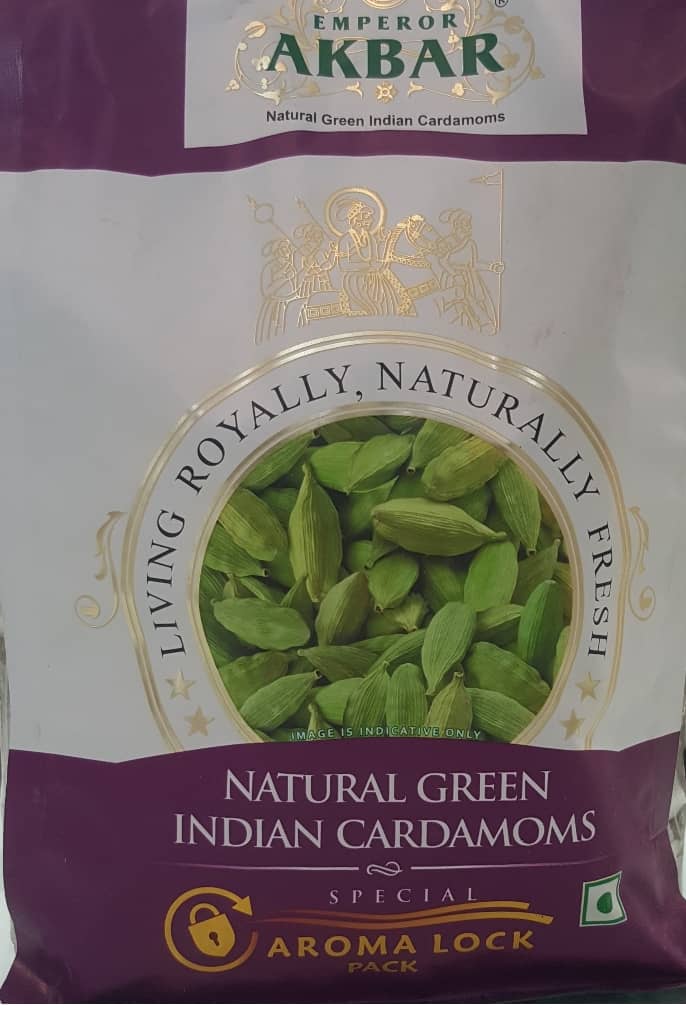 EMPEROR
AKBAR
®
Natural Green Indian Cardamoms
LIVING ROYALLY, NATURALLY FRESH
IMAGE IS INDICATIVE ONLY
NATURAL GREEN
INDIAN CARDAMOMS
SPECIAL
AROMA LOCK
PACK